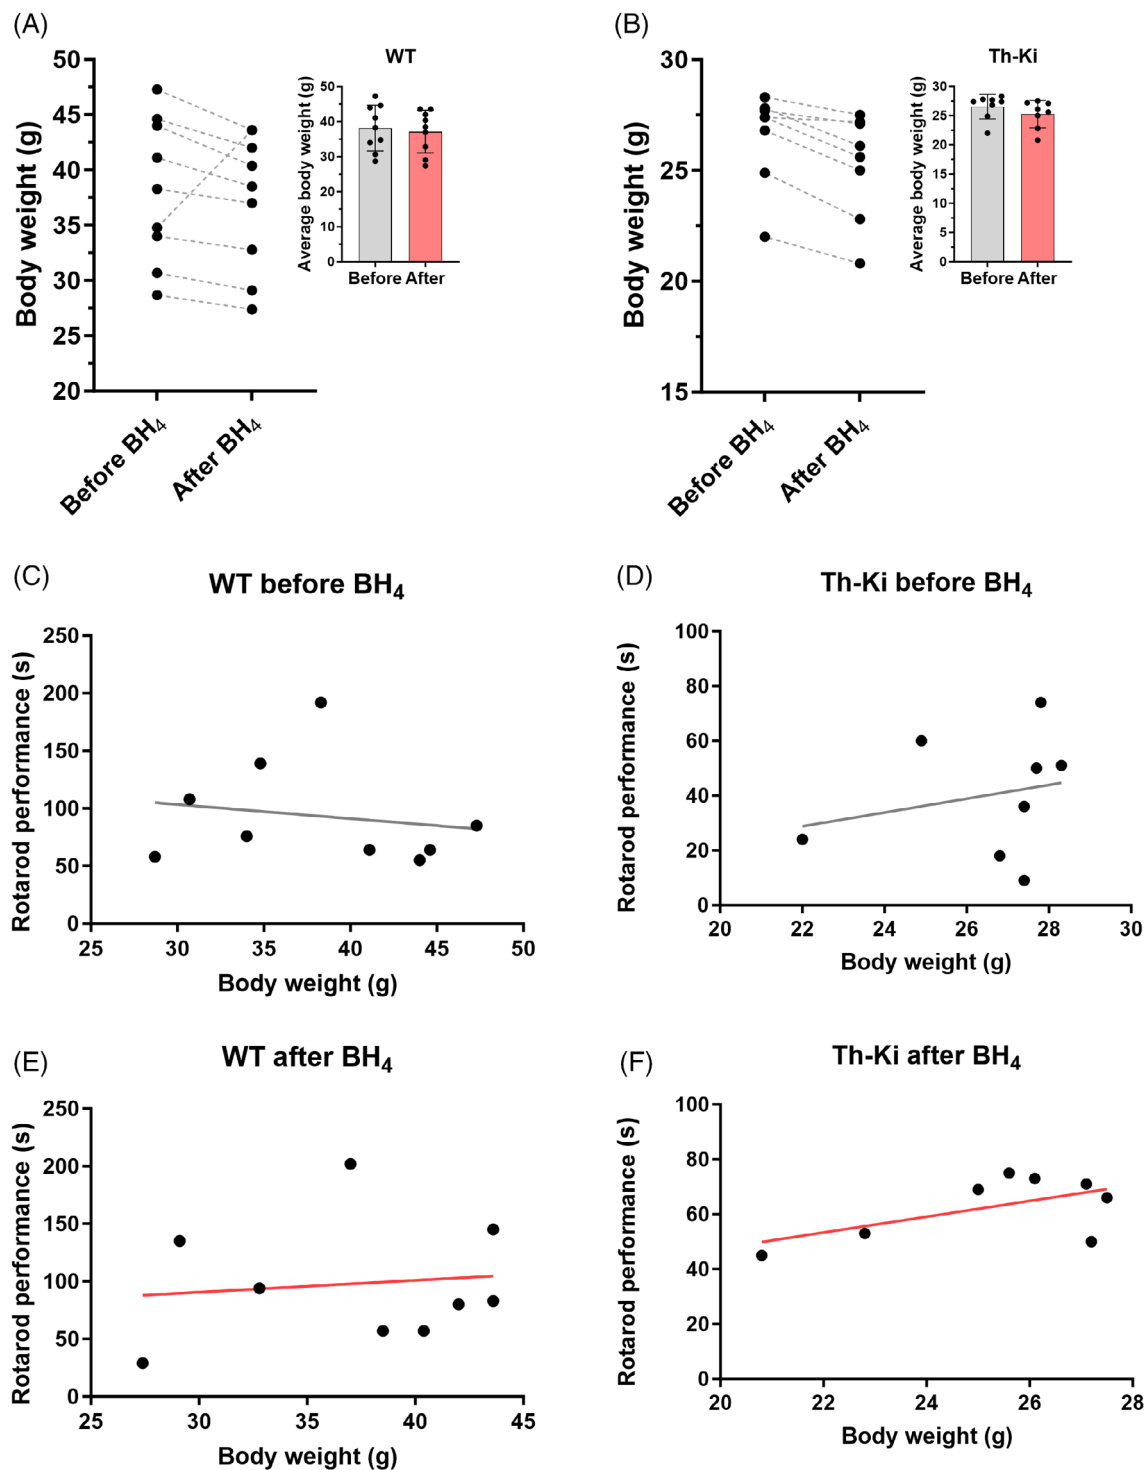 (A)
Body weight (g)
50
45
40
35
30
25
20
Before BH4
After BH4
WT
Average body weight (g)
50
40
30
20
10
0
Before After
(B)
Body weight (g)
30
25
20
15
Before BH4
After BH4
Th-Ki
Average body weight (g)
30
25
20
15
10
5
0
Before After
(C)
WT before BH4
Rotarod performance (s)
250
200
150
100
50
0
25 30 35 40 45 50
Body weight (g)
(D)
Th-Ki before BH4
Rotarod performance (s)
100
80
60
40
20
0
20 22 24 26 28 30
Body weight (g)
(E)
WT after BH4
Rotarod performance (s)
250
200
150
100
50
0
25 30 35 40 45
Body weight (g)
(F)
Th-Ki after BH4
Rotarod performance (s)
100
80
60
40
20
0
20 22 24 26 28
Body weight (g)